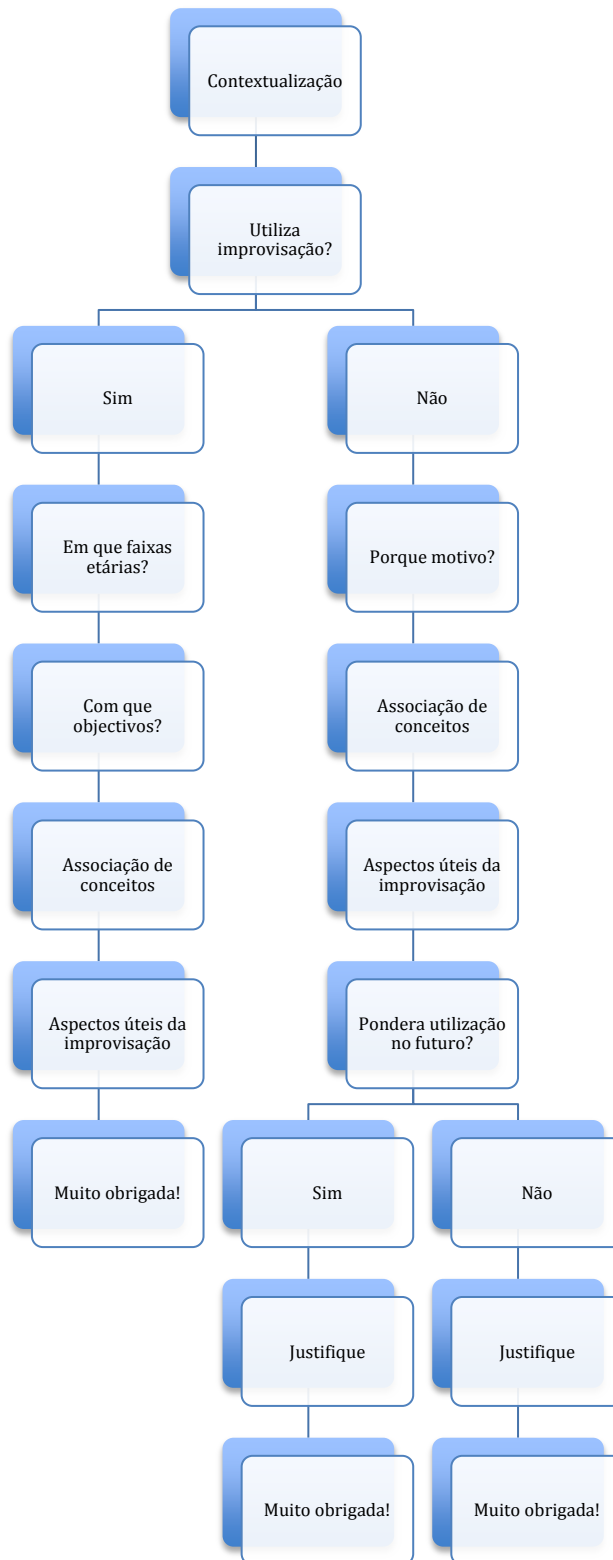 Contextualização
Utiliza
improvisação?
Sim
Não
Em que faixas
etárias?
Porque motivo?
Com que
objectivos?
Associação de
conceitos
Associação de
conceitos
Aspectos úteis da
improvisação
Aspectos úteis da
improvisação
Pondera utilização
no futuro?
Muito obrigada!
Sim
Não
Justifique
Justifique
Muito obrigada!
Muito obrigada!